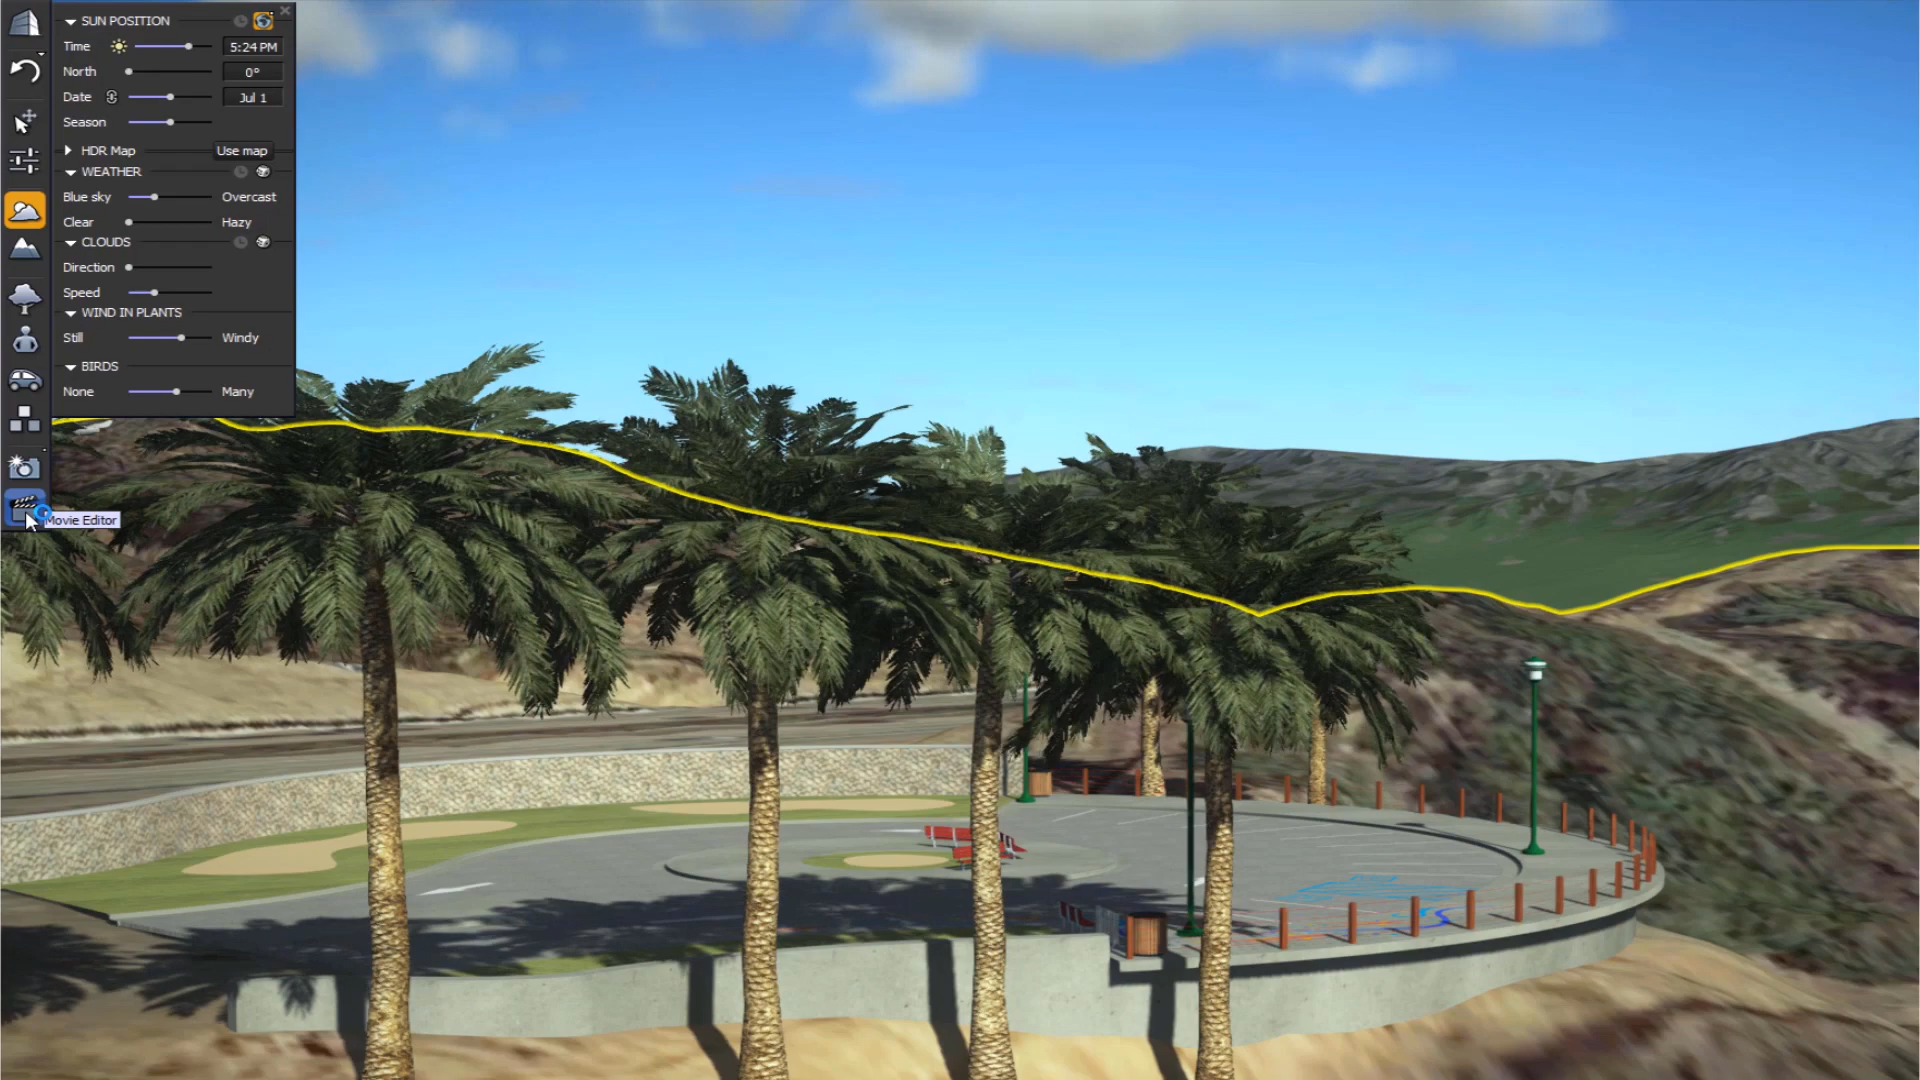 SUN POSITION
Time 5:24 PM
North 0°
Date Jul 1
Season
HDR Map Use map
WEATHER
Blue sky Overcast
Clear Hazy
CLOUDS
Direction
Speed
WIND IN PLANTS
Still Windy
BIRDS
None Many
Movie Editor